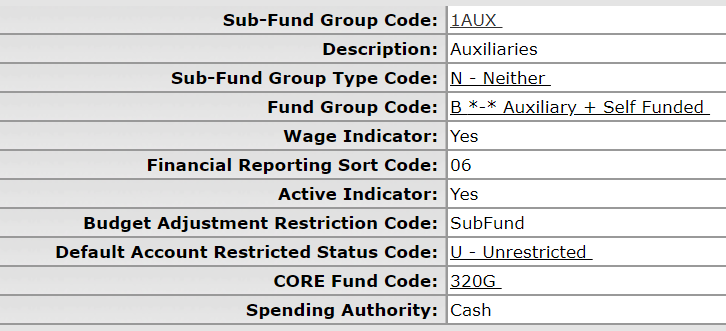 Sub-Fund Group Code: 1AUX
Description: Auxiliaries
Sub-Fund Group Type Code: N - Neither
Fund Group Code: B *-* Auxiliary + Self Funded
Wage Indicator: Yes
Financial Reporting Sort Code: 06
Active Indicator: Yes
Budget Adjustment Restriction Code: SubFund
Default Account Restricted Status Code: U - Unrestricted
CORE Fund Code: 320G
Spending Authority: Cash